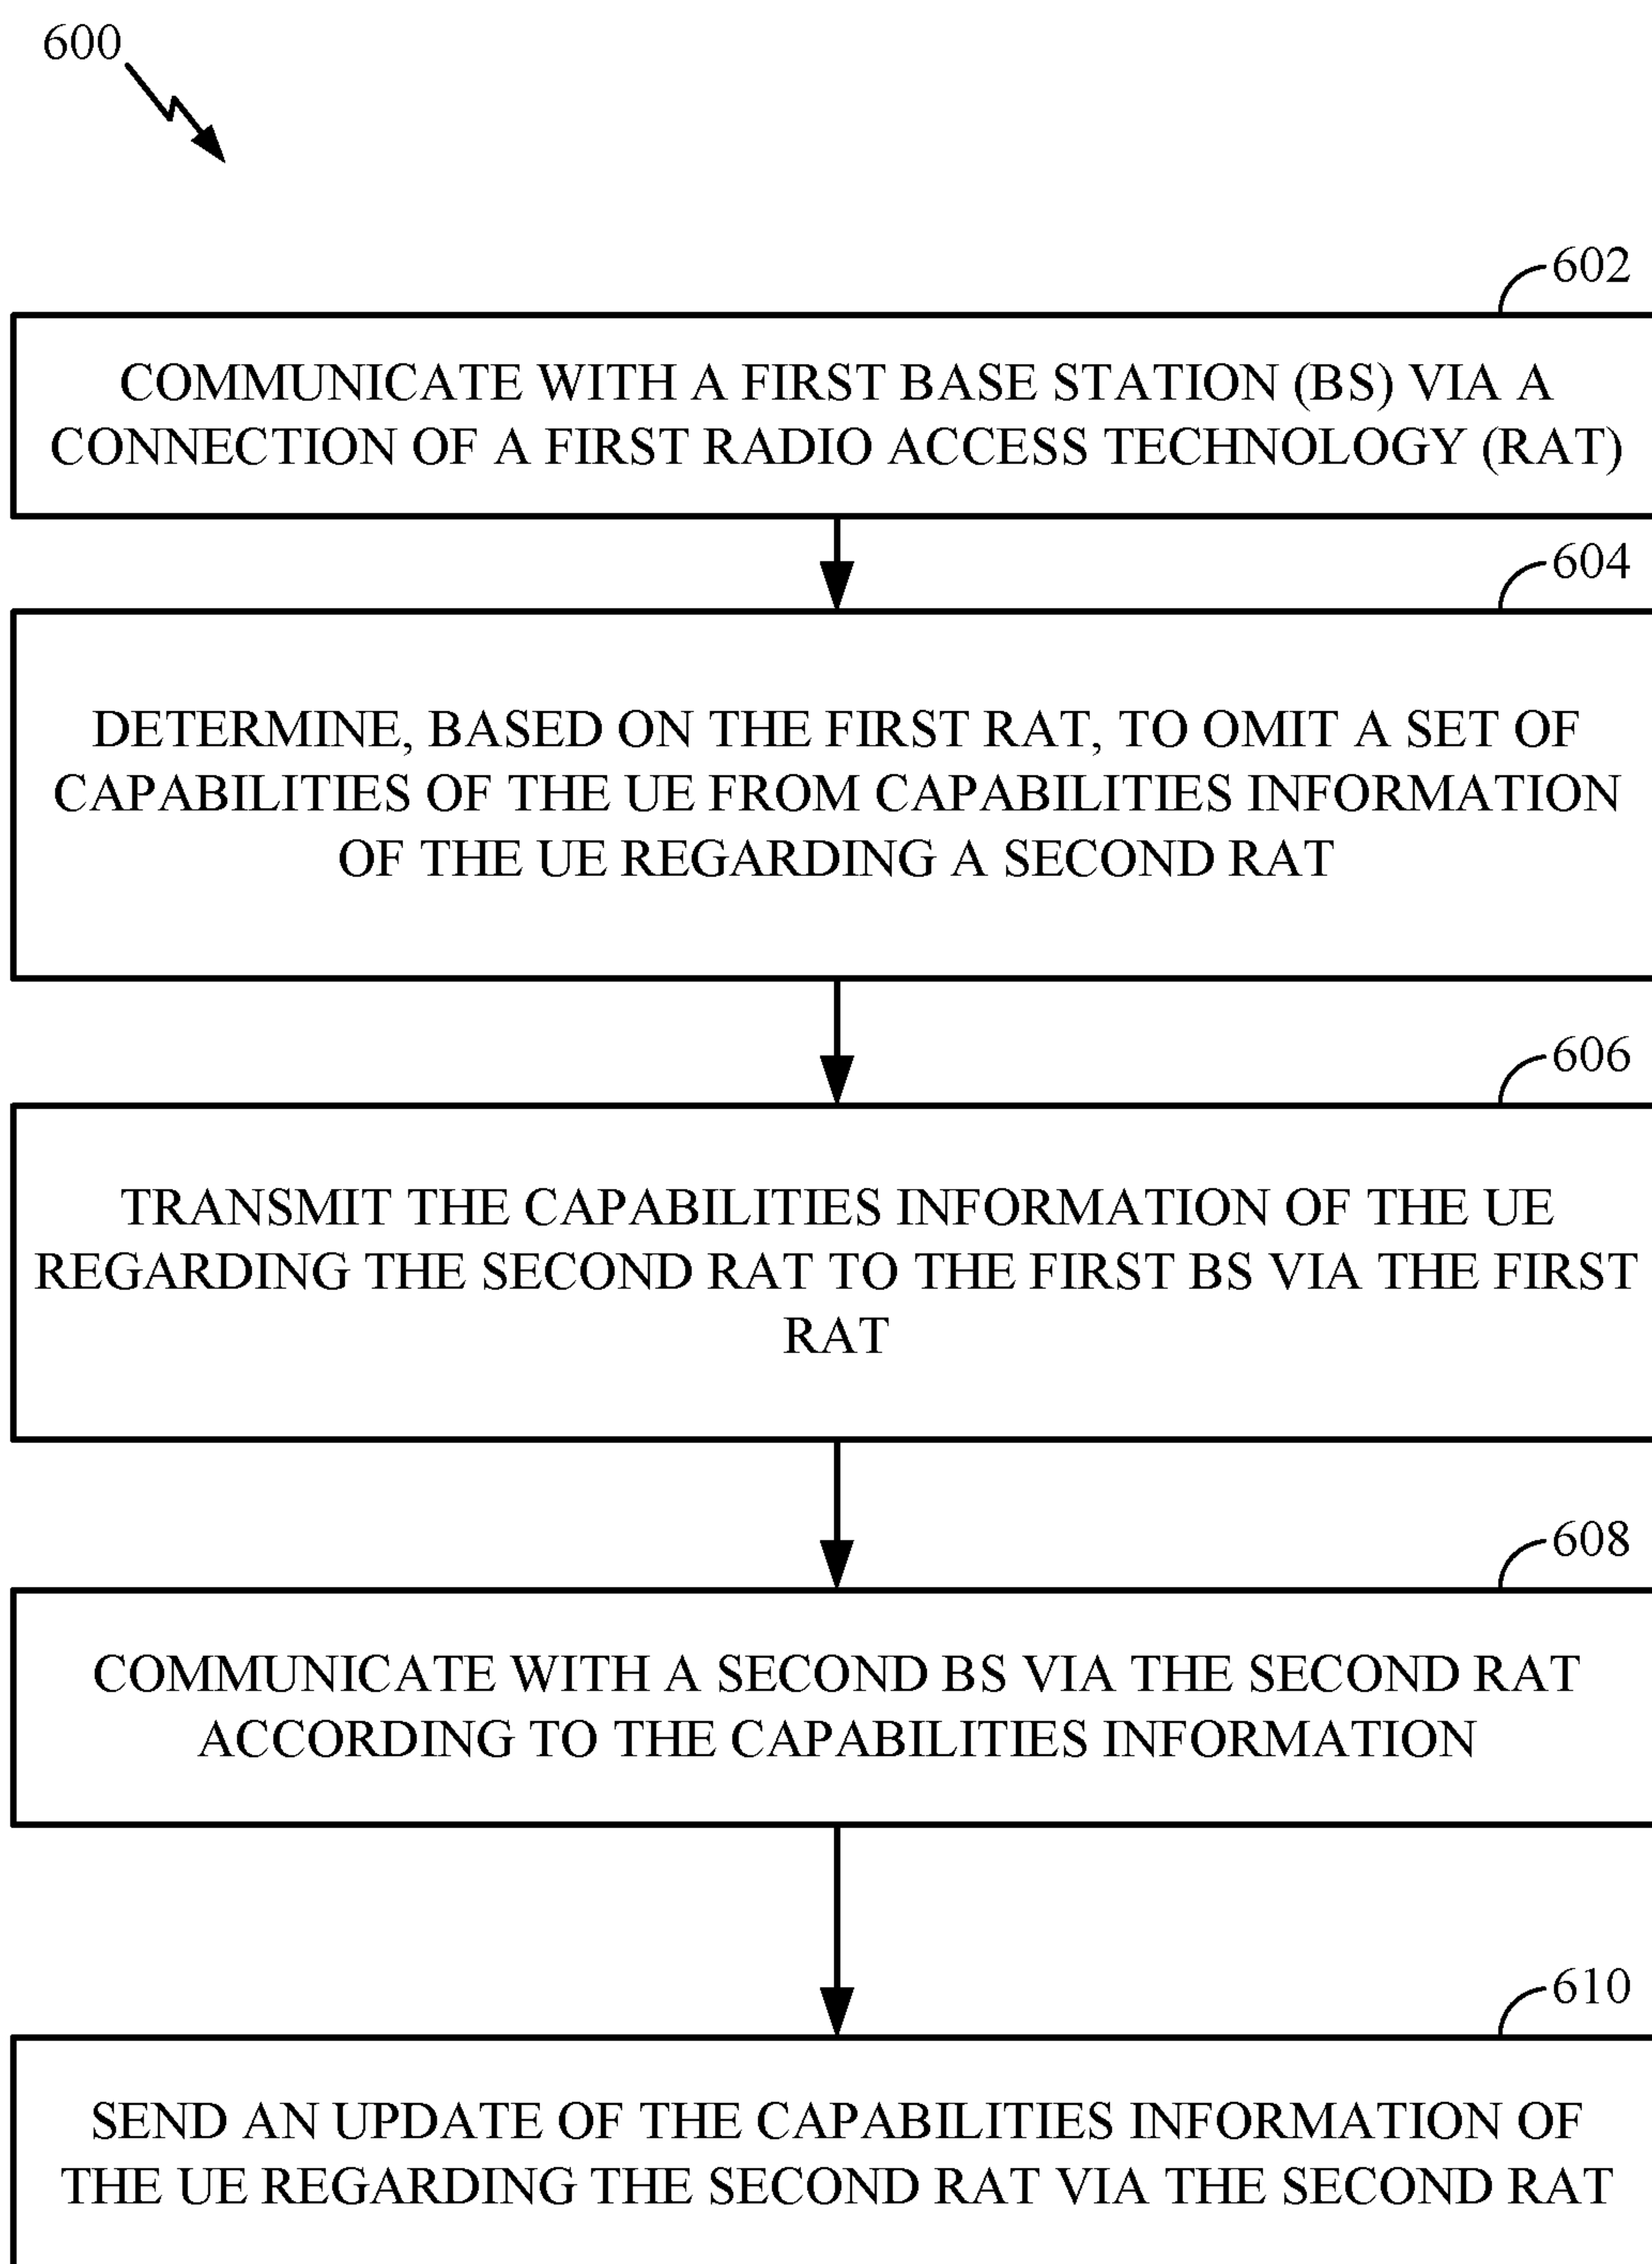 600
602
COMMUNICATE WITH A FIRST BASE STATION (BS) VIA A
CONNECTION OF A FIRST RADIO ACCESS TECHNOLOGY (RAT)
604
DETERMINE, BASED ON THE FIRST RAT, TO OMIT A SET OF
CAPABILITIES OF THE UE FROM CAPABILITIES INFORMATION
OF THE UE REGARDING A SECOND RAT
606
TRANSMIT THE CAPABILITIES INFORMATION OF THE UE
REGARDING THE SECOND RAT TO THE FIRST BS VIA THE FIRST
RAT
608
COMMUNICATE WITH A SECOND BS VIA THE SECOND RAT
ACCORDING TO THE CAPABILITIES INFORMATION
610
SEND AN UPDATE OF THE CAPABILITIES INFORMATION OF
THE UE REGARDING THE SECOND RAT VIA THE SECOND RAT